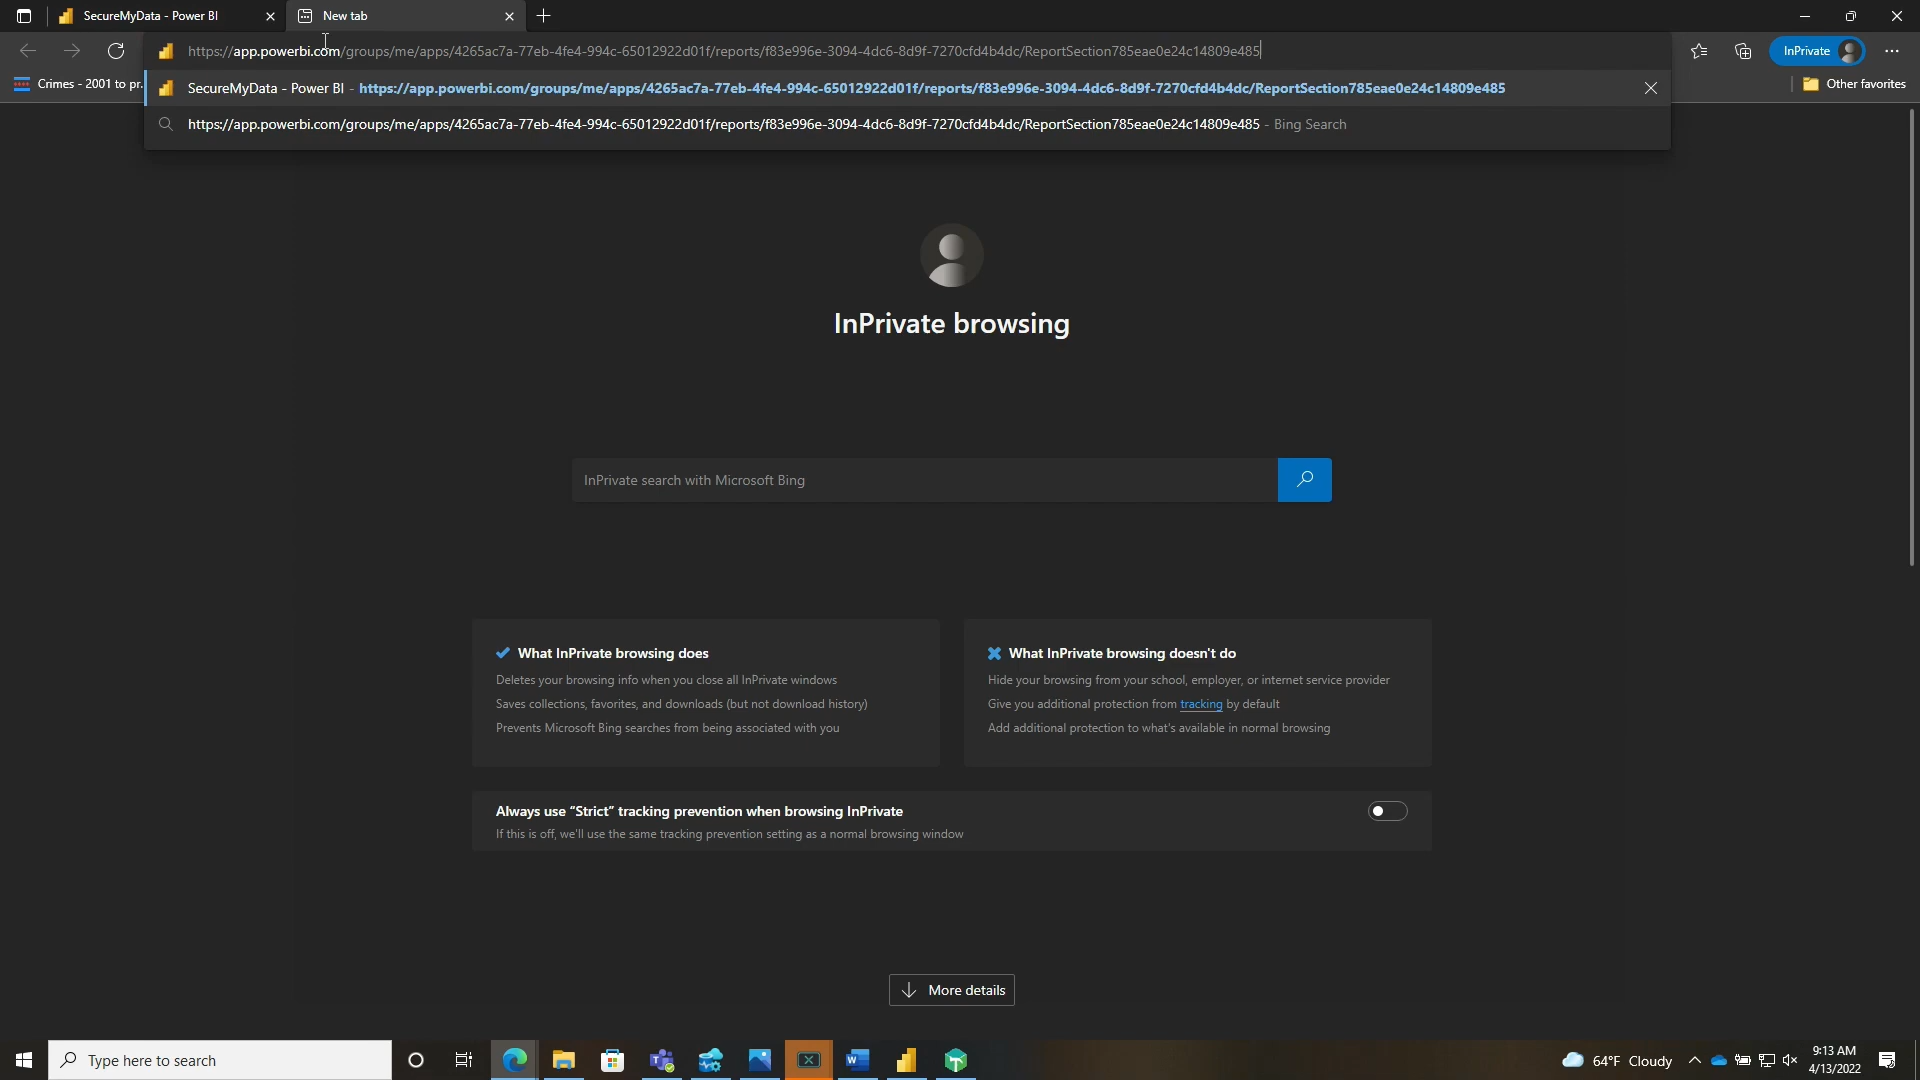 SecureMyData - Power BI
New tab
https://app.powerbi.com/groups/me/apps/4265ac7a-77eb-4fe4-994c-65012922d01f/reports/f83e996e-3094-4dc6-8d9f-7270cfd4b4dc/ReportSection785eae0e24c14809e485
InPrivate
Crimes - 2001 to pr.
SecureMyData - Power BI - https://app.powerbi.com/groups/me/apps/4265ac7a-77eb-4fe4-994c-65012922d01f/reports/f83e996e-3094-4dc6-8d9f-7270cfd4b4dc/ReportSection785eae0e24c14809e485
Other favorites
https://app.powerbi.com/groups/me/apps/4265ac7a-77eb-4fe4-994c-65012922d01f/reports/f83e996e-3094-4dc6-8d9f-7270cfd4b4dc/ReportSection785eae0e24c14809e485 - Bing Search
InPrivate browsing
InPrivate search with Microsoft Bing
What InPrivate browsing does
Deletes your browsing info when you close all InPrivate windows
Saves collections, favorites, and downloads (but not download history)
Prevents Microsoft Bing searches from being associated with you
What InPrivate browsing doesn't do
Hide your browsing from your school, employer, or internet service provider
Give you additional protection from tracking by default
Add additional protection to what's available in normal browsing
Always use "Strict" tracking prevention when browsing InPrivate
If this is off, we'll use the same tracking prevention setting as a normal browsing window
More details
Type here to search
64°F Cloudy
9:13 AM
4/13/2022